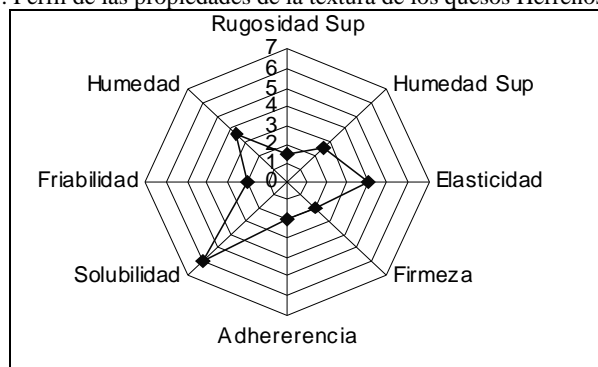 . Perfil de las propiedades de la textura de los quesos Herreños
Rugosidad Sup
7
6
5
4
3
2
1
0
Humedad
Humedad Sup
Friabilidad
Elasticidad
Solubilidad
Firmeza
Adhererencia